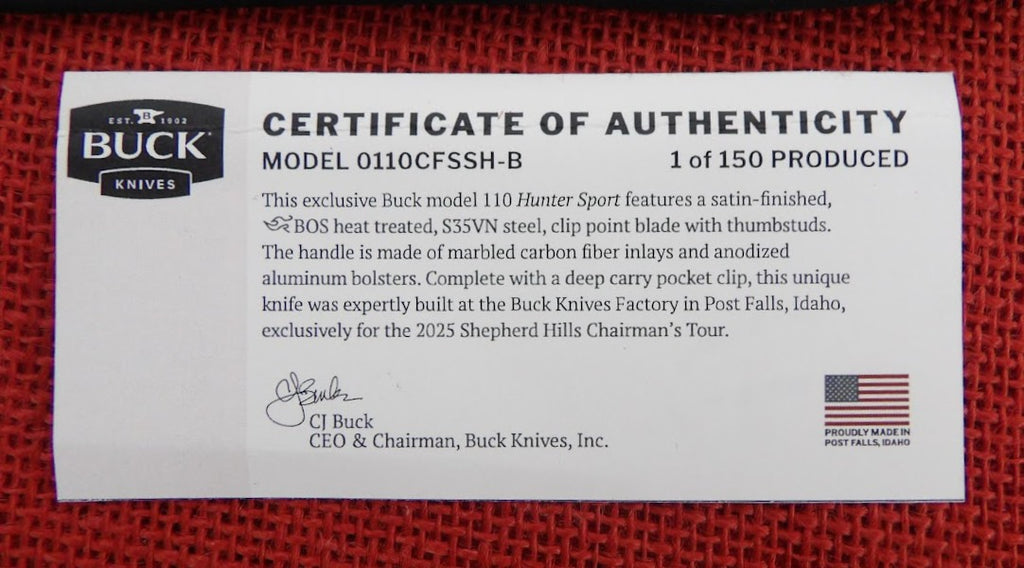 EST. B 1902
BUCK
KNIVES
CERTIFICATE OF AUTHENTICITY
MODEL 0110CFSSH-B 1 of 150 PRODUCED
This exclusive Buck model 110 Hunter Sport features a satin-finished,
BOS heat treated, S35VN steel, clip point blade with thumbstuds.
The handle is made of marbled carbon fiber inlays and anodized
aluminum bolsters. Complete with a deep carry pocket clip, this unique
knife was expertly built at the Buck Knives Factory in Post Falls, Idaho,
exclusively for the 2025 Shepherd Hills Chairman's Tour.
CJ Buck
CJ Buck
CEO & Chairman, Buck Knives, Inc.
PROUDLY MADE IN
POST FALLS, IDAHO